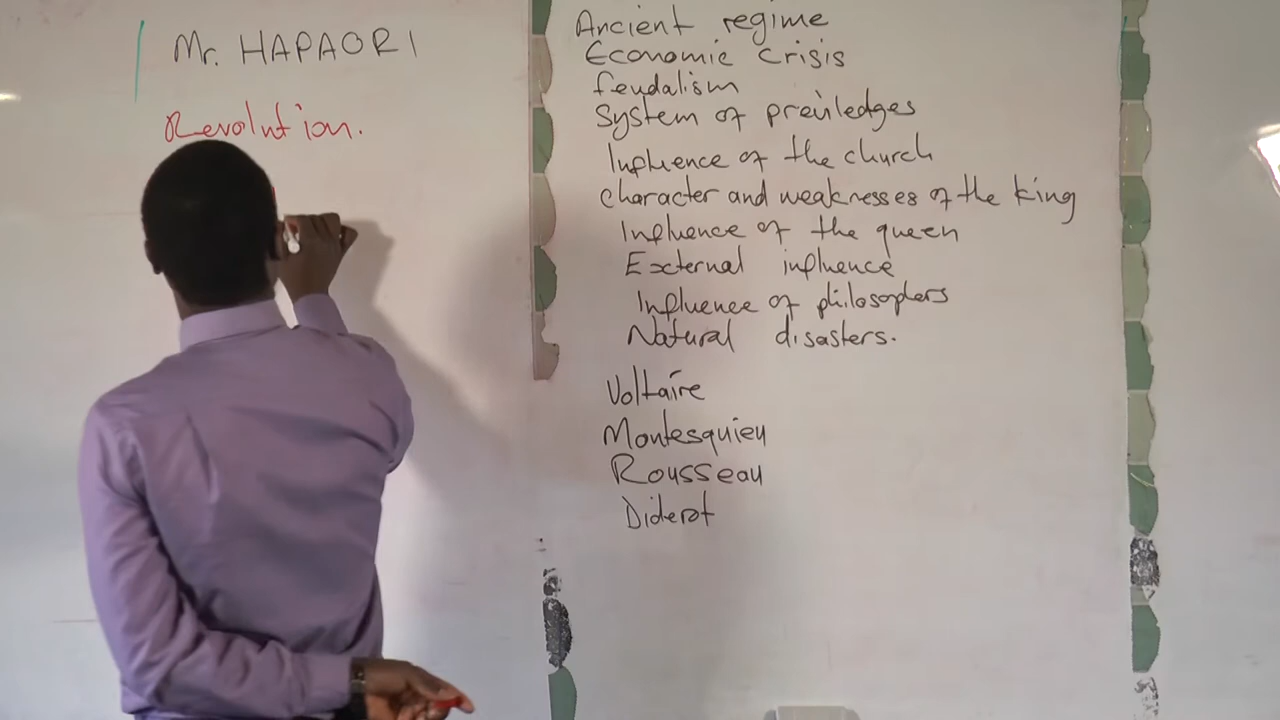 Mr. HAPAORI
Revolution.
Ancient regime
Economic crisis
feudalism
System of previledges
Influence of the church
character and weaknesses of the king
Influence of the queen
External influence
Influence of philosophers
Natural disasters.
Voltaire
Montesquieu
Rousseau
Diderot